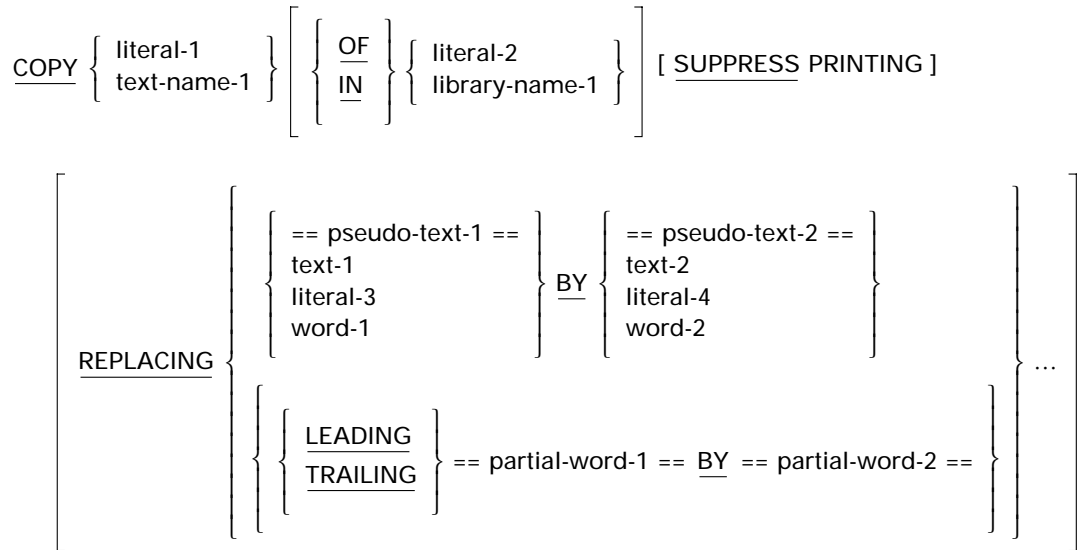 COPY literal-1 OF literal-2 [ SUPPRESS PRINTING ]
text-name-1 IN library-name-1
== pseudo-text-1 == == pseudo-text-2 ==
text-1 text-2
literal-3 BY literal-4
word-1 word-2
REPLACING ...
LEADING
TRAILING == partial-word-1 == BY == partial-word-2 ==